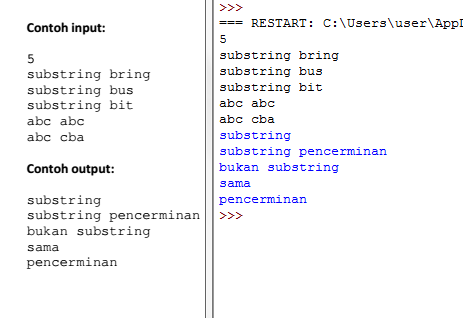 Contoh input:
5
substring bring
substring bus
substring bit
abc abc
abc cba
Contoh output:
substring
substring pencerminan
bukan substring
sama
pencerminan
>>>
=== RESTART: C:\Users\user\AppD
5
substring bring
substring bus
substring bit
abc abc
abc cba
substring
substring pencerminan
bukan substring
sama
pencerminan
>>>